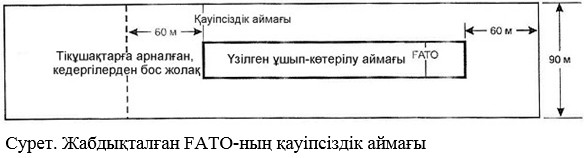 Қауіпсіздік аймағы
60 м
60 м
Тікұшақтарға арналған,
кедергілерден бос жолақ
Үзілген ұшып-көтерілу аймағы
FATO
90 м
Сурет. Жабдықталған FATO-ның қауіпсіздік аймағы